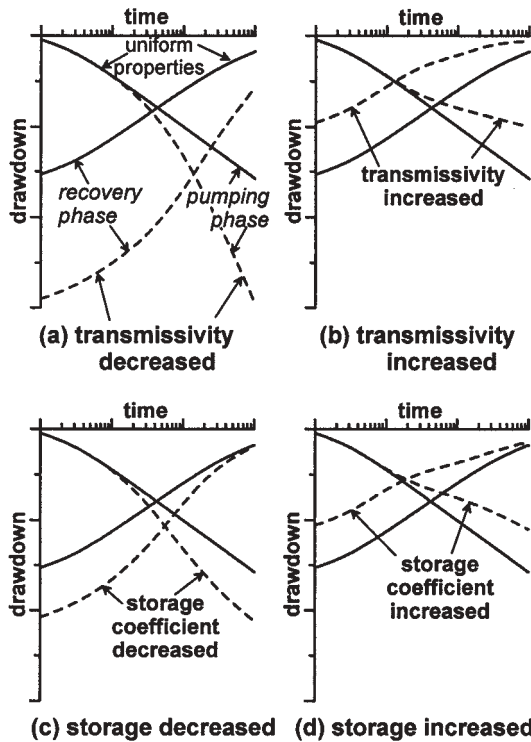 time
uniform
properties
drawdown
recovery
phase
pumping
phase
(a) transmissivity
decreased
time
drawdown
transmissivity
increased
(b) transmissivity
increased
time
drawdown
storage
coefficient
decreased
(c) storage decreased
time
drawdown
storage
coefficient
increased
(d) storage increased